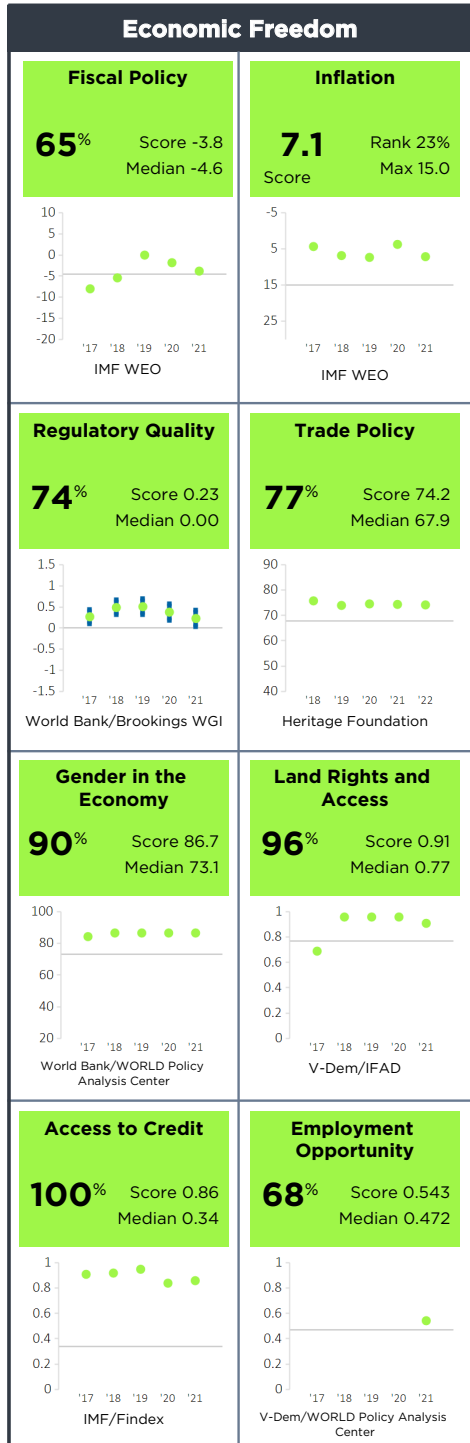 Economic Freedom
Fiscal Policy
65%
Score -3.8
Median -4.6
10
5
0
-5
-10
-15
-20
'17 '18 '19 '20 '21
IMF WEO
Inflation
7.1
Score
Rank 23%
Max 15.0
-5
5
15
25
'17 '18 '19 '20 '21
IMF WEO
Regulatory Quality
74%
Score 0.23
Median 0.00
1.5
1
0.5
0
-0.5
-1
-1.5
'17 '18 '19 '20 '21
World Bank/Brookings WGI
Trade Policy
77%
Score 74.2
Median 67.9
90
80
70
60
50
40
'18 '19 '20 '21 '22
Heritage Foundation
Gender in the
Economy
90%
Score 86.7
Median 73.1
100
80
60
40
20
'17 '18 '19 '20 '21
World Bank/WORLD Policy
Analysis Center
Land Rights and
Access
96%
Score 0.91
Median 0.77
1
0.8
0.6
0.4
0.2
0
'17 '18 '19 '20 '21
V-Dem/IFAD
Access to Credit
100%
Score 0.86
Median 0.34
1
0.8
0.6
0.4
0.2
0
'17 '18 '19 '20 '21
IMF/Findex
Employment
Opportunity
68%
Score 0.543
Median 0.472
1
0.8
0.6
0.4
0.2
0
'17 '18 '19 '20 '21
V-Dem/WORLD Policy Analysis
Center